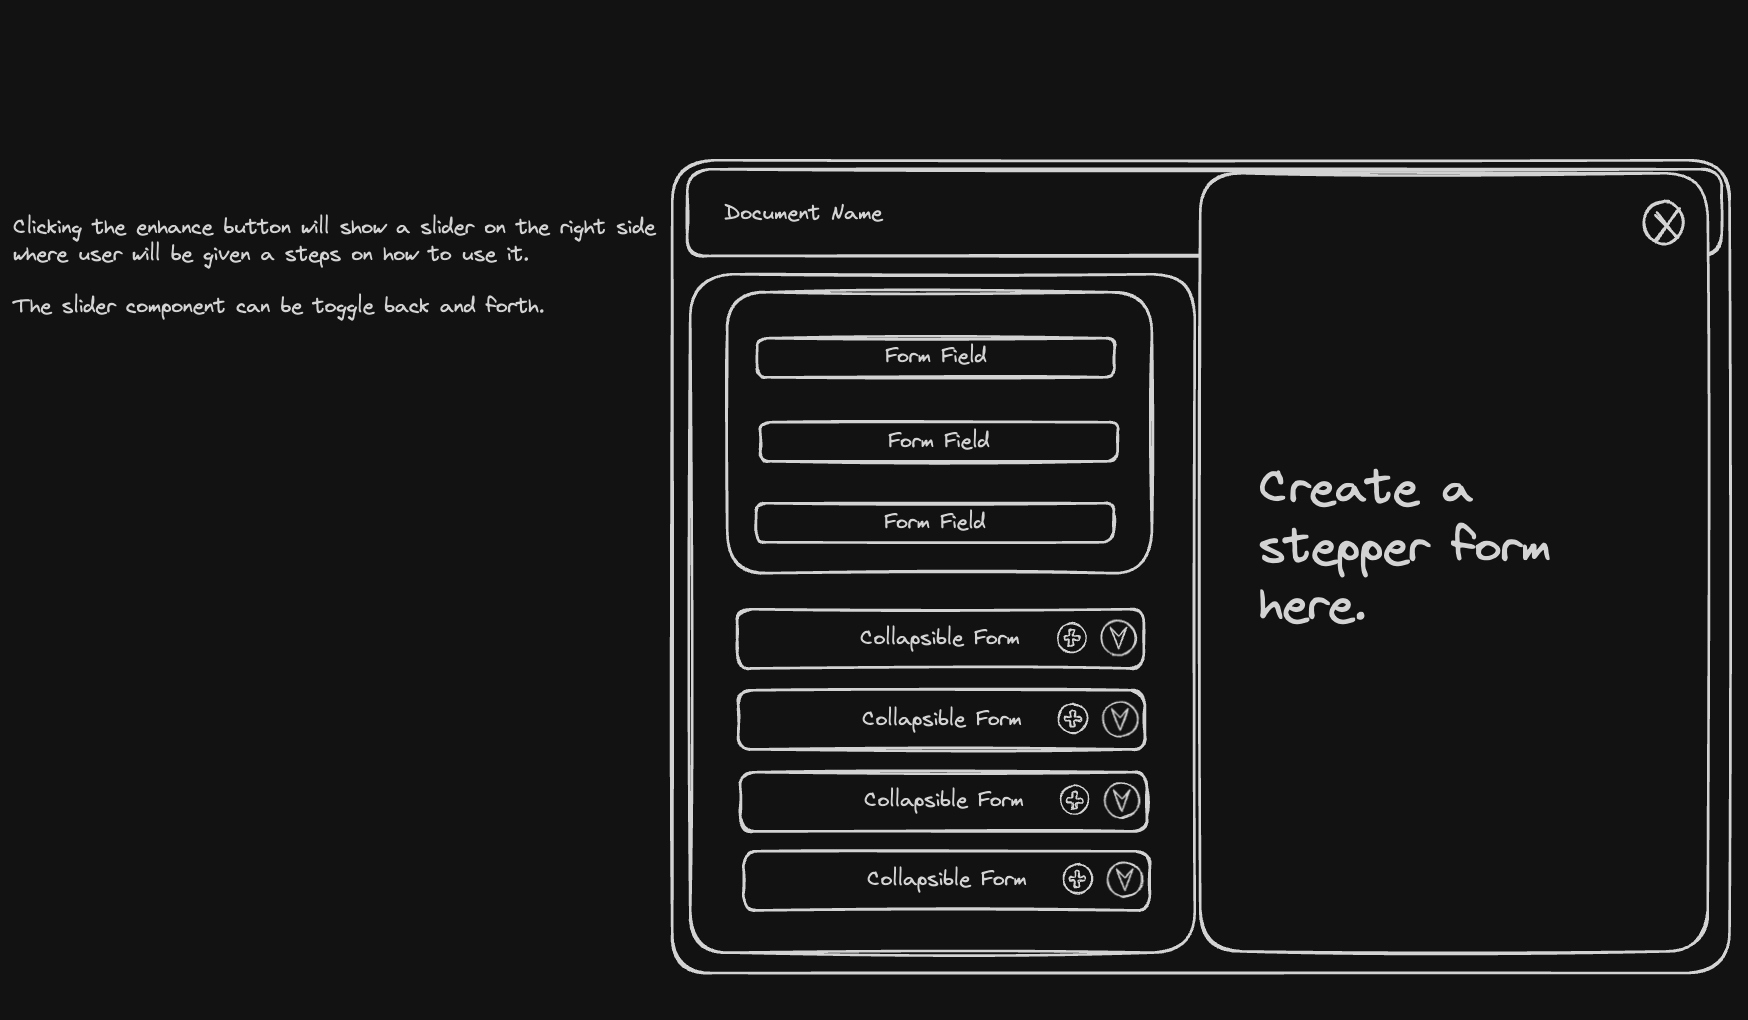 Clicking the enhance button will show a slider on the right side
where user will be given a steps on how to use it.
The slider component can be toggle back and forth.
Document Name
X
Form Field
Form Field
Form Field
Collapsible Form
Collapsible Form
Collapsible Form
Collapsible Form
Create a
stepper form
here.